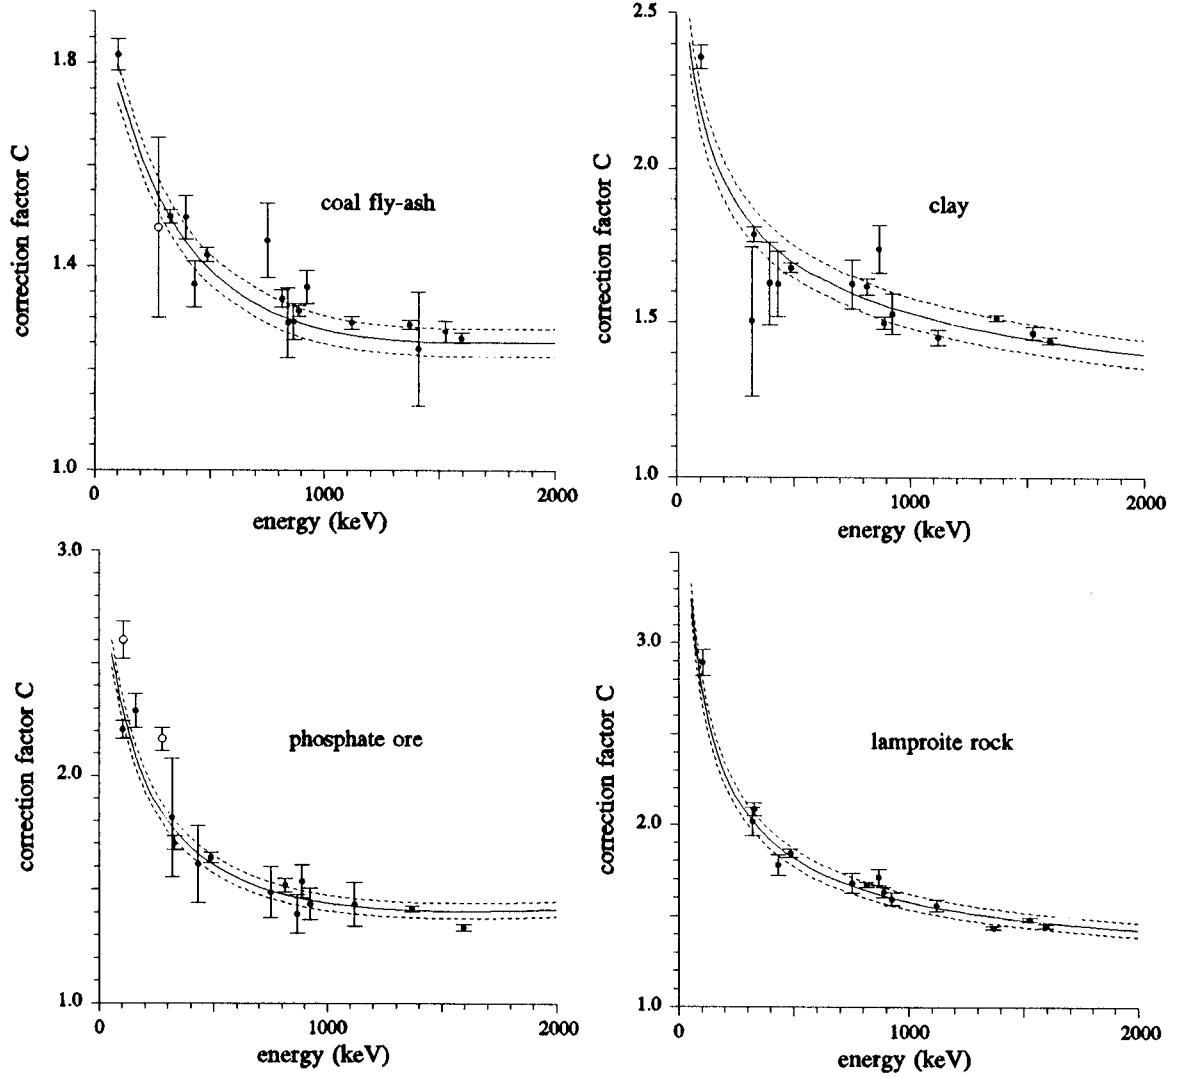 1.8
1.4
1.0
correction factor C
coal fly-ash
0
1000
2000
energy (keV)
2.5
2.0
1.5
1.0
correction factor C
clay
0
1000
2000
energy (keV)
3.0
2.0
1.0
correction factor C
phosphate ore
0
1000
2000
energy (keV)
3.0
2.0
1.0
correction factor C
lamproite rock
0
1000
2000
energy (keV)